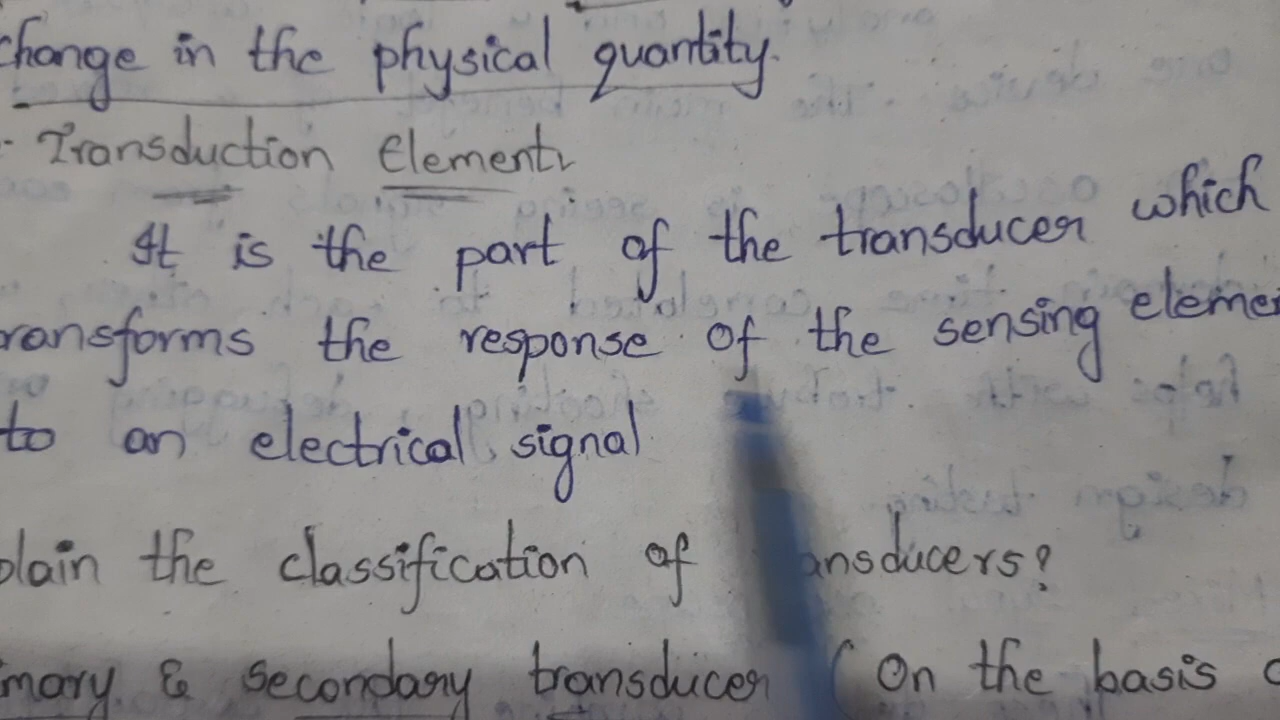 change in the physical quantity.
Transduction Element
It is the part of the transducer which
ransforms the response of the sensing elemen
to an electrical signal
plain the classification of ansducers?
mary & secondary transducer (On the basis o